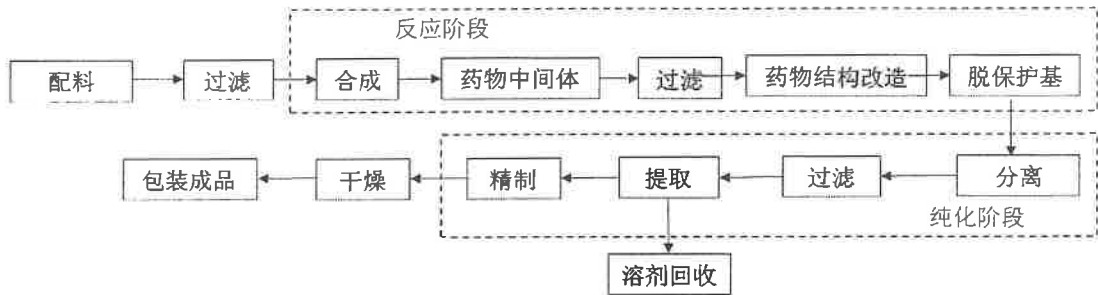 反应阶段
配料
过滤
合成
药物中间体
过滤
药物结构改造
脱保护基
分离
过滤
提取
精制
干燥
包装成品
纯化阶段
溶剂回收